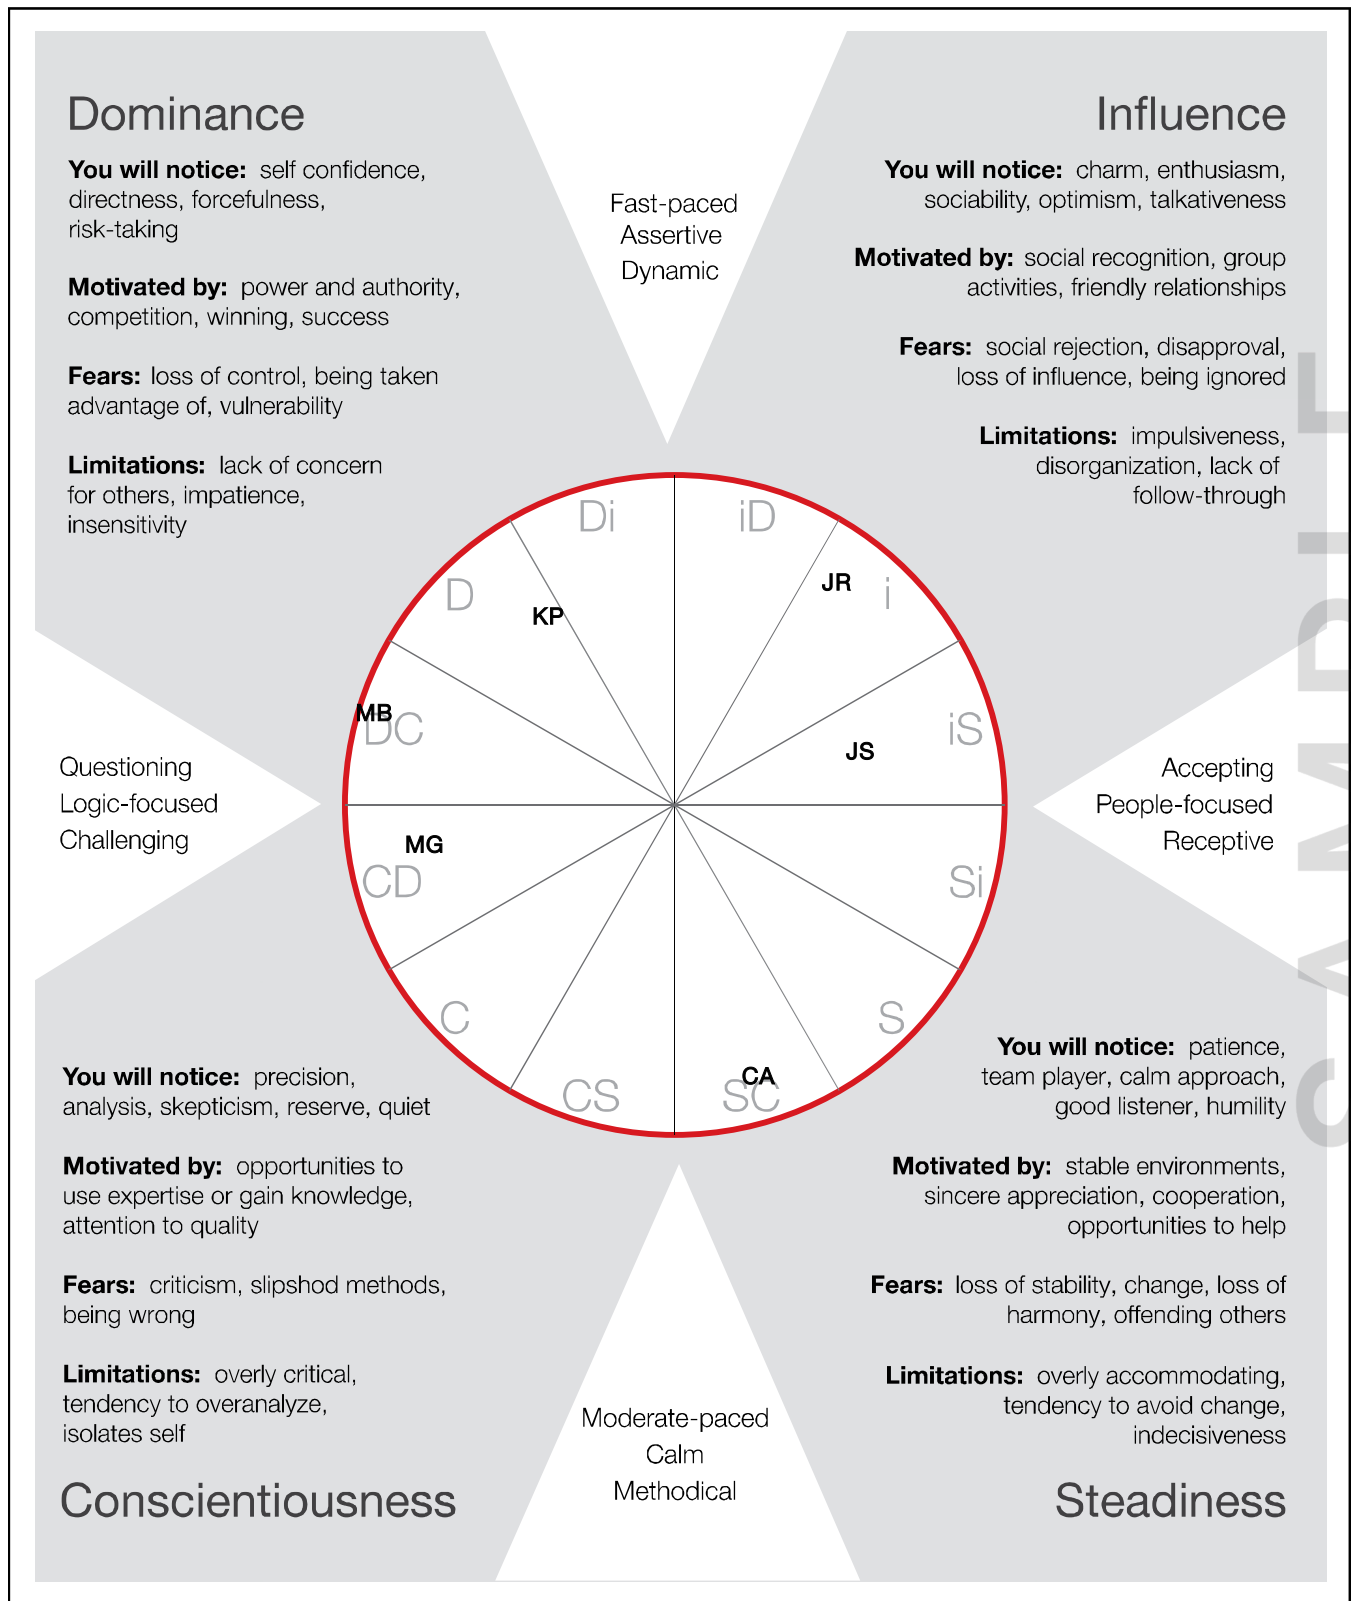 Dominance
You will notice: self confidence,
directness, forcefulness,
risk-taking
Motivated by: power and authority,
competition, winning, success
Fears: loss of control, being taken
advantage of, vulnerability
Limitations: lack of concern
for others, impatience,
insensitivity
Fast-paced
Assertive
Dynamic
Influence
You will notice: charm, enthusiasm,
sociability, optimism, talkativeness
Motivated by: social recognition, group
activities, friendly relationships
Fears: social rejection, disapproval,
loss of influence, being ignored
Limitations: impulsiveness,
disorganization, lack of
follow-through
Di
iD
D
KP
JR
i
MB
DC
JS
iS
Questioning
Logic-focused
Challenging
Accepting
People-focused
Receptive
MG
CD
Si
C
S
CS
CA
SC
You will notice: precision,
analysis, skepticism, reserve, quiet
Motivated by: opportunities to
use expertise or gain knowledge,
attention to quality
Fears: criticism, slipshod methods,
being wrong
Limitations: overly critical,
tendency to overanalyze,
isolates self
Conscientiousness
Moderate-paced
Calm
Methodical
You will notice: patience,
team player, calm approach,
good listener, humility
Motivated by: stable environments,
sincere appreciation, cooperation,
opportunities to help
Fears: loss of stability, change, loss of
harmony, offending others
Limitations: overly accommodating,
tendency to avoid change,
indecisiveness
Steadiness
SAMPLE